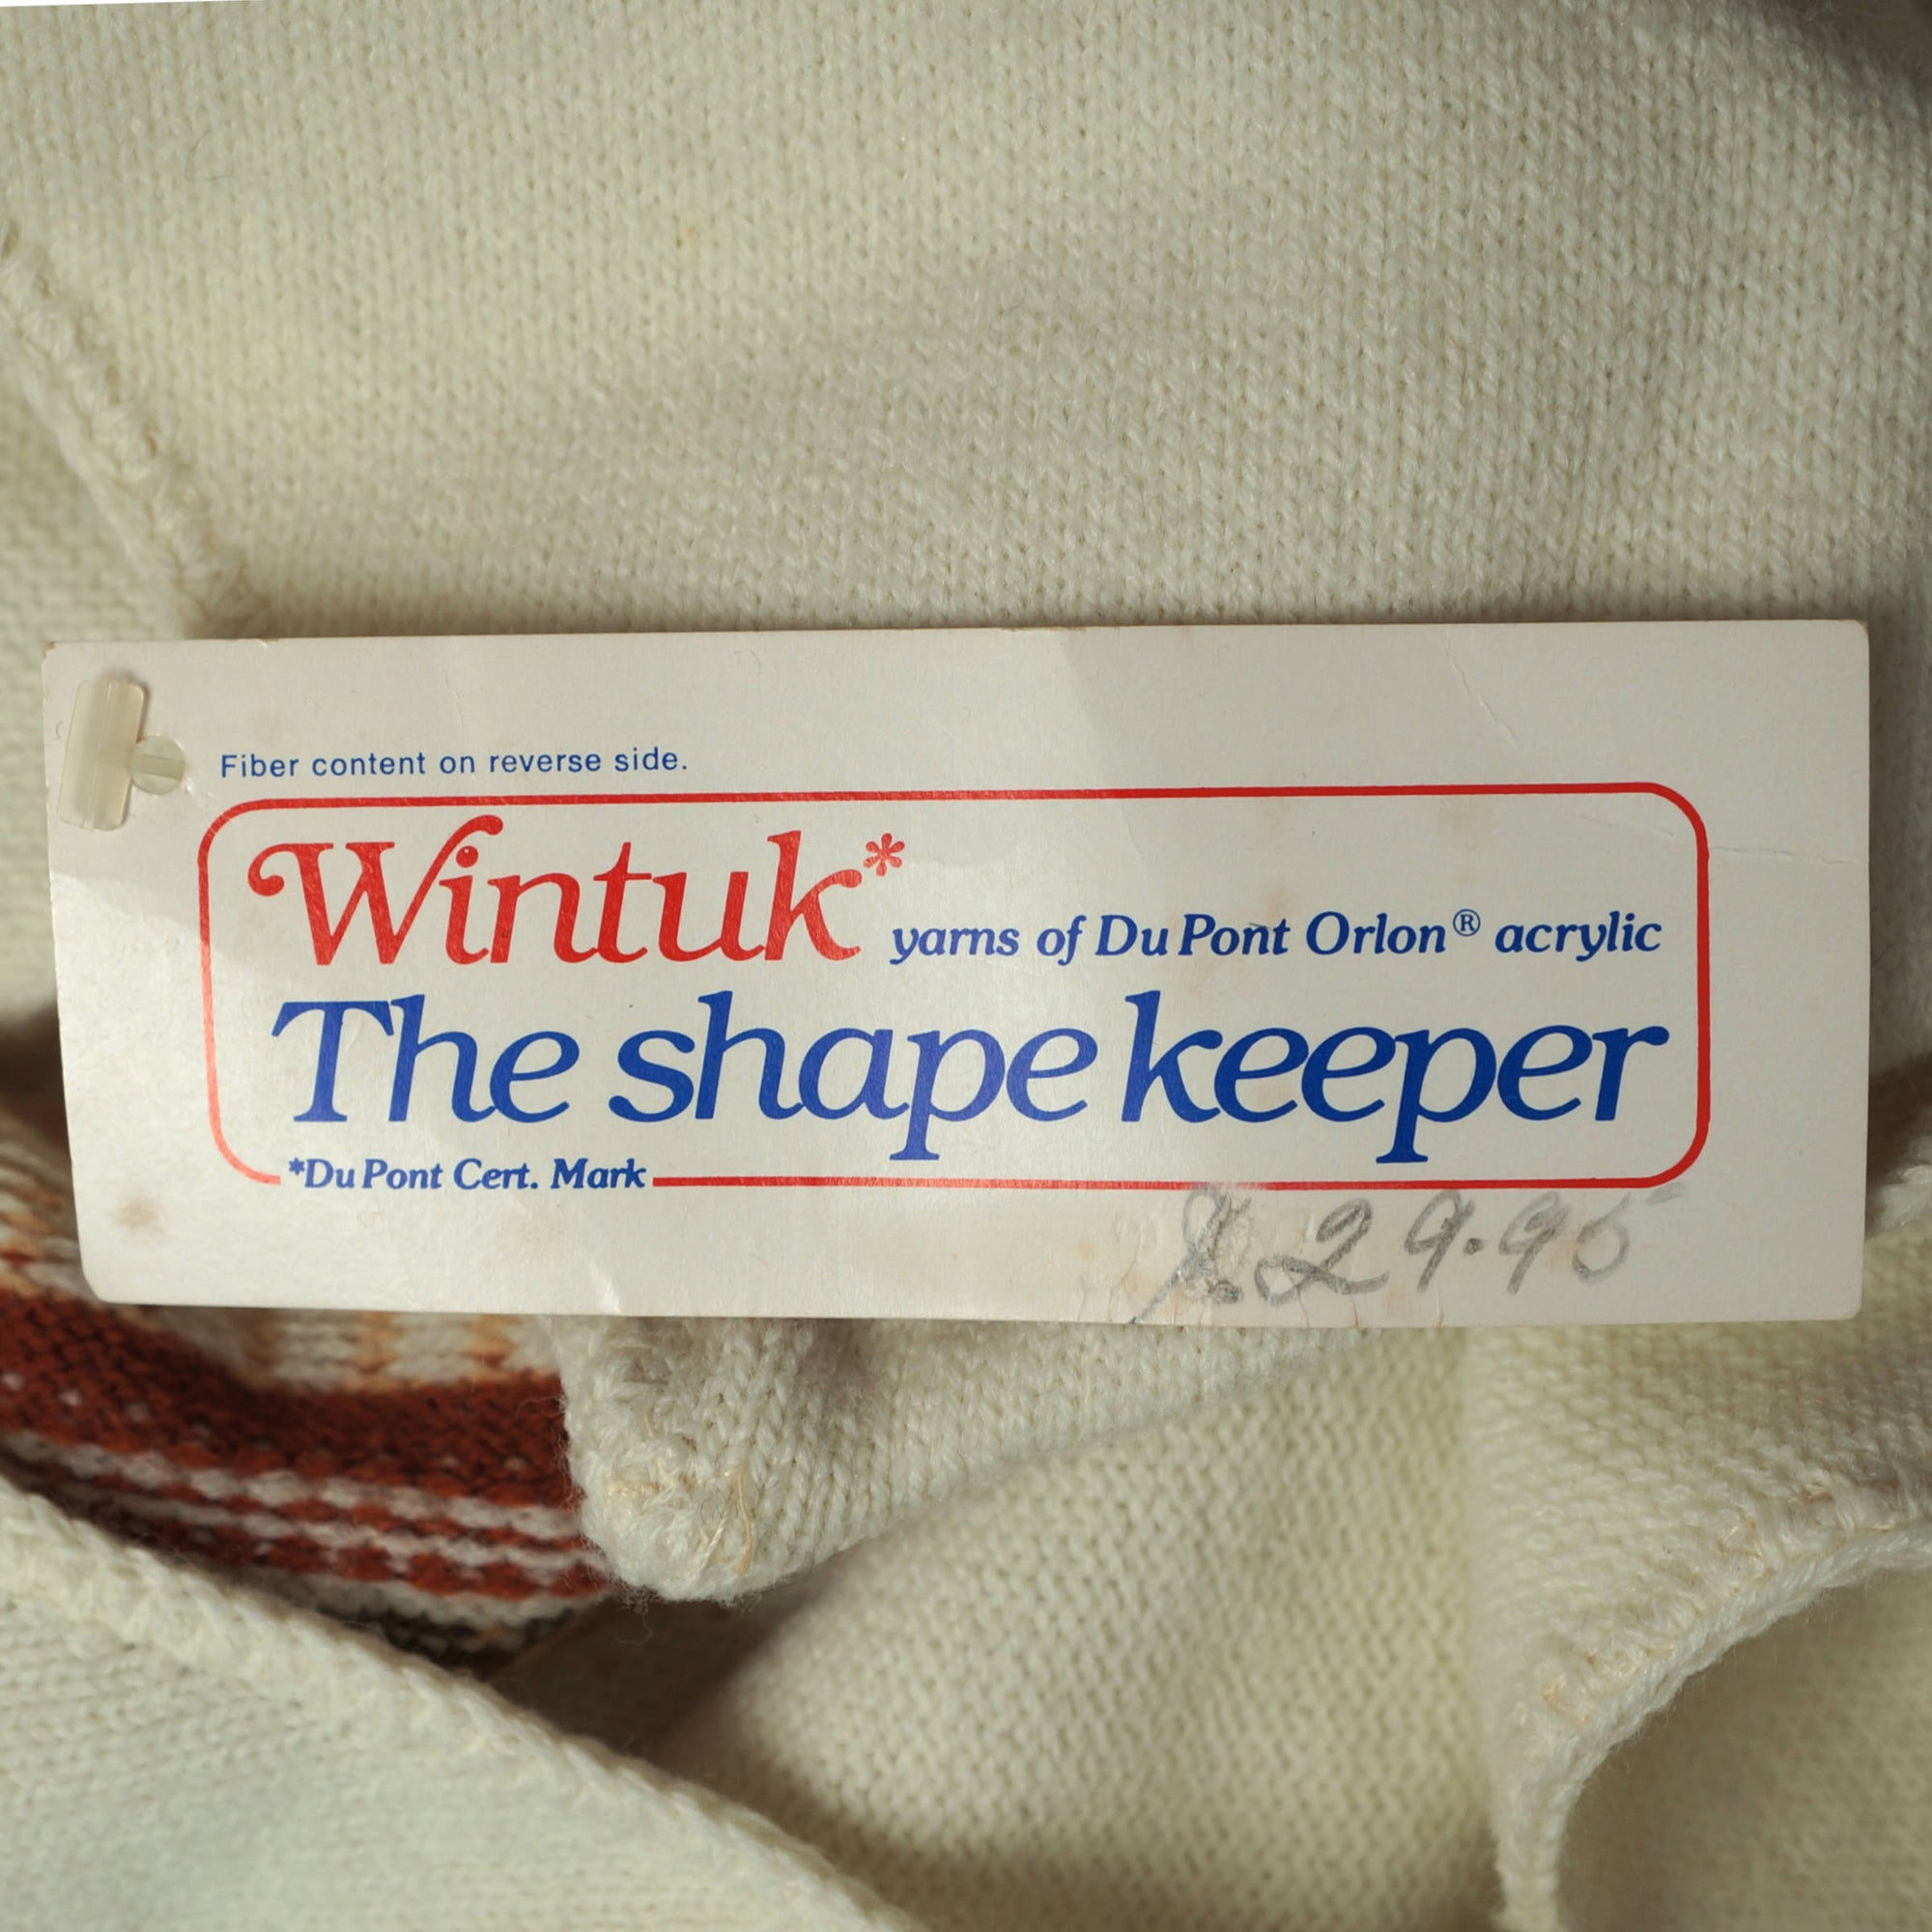 Fiber content on reverse side.
Wintuk* yarns of Du Pont Orlon® acrylic
The shape keeper
*Du Pont Cert. Mark
$.29.95